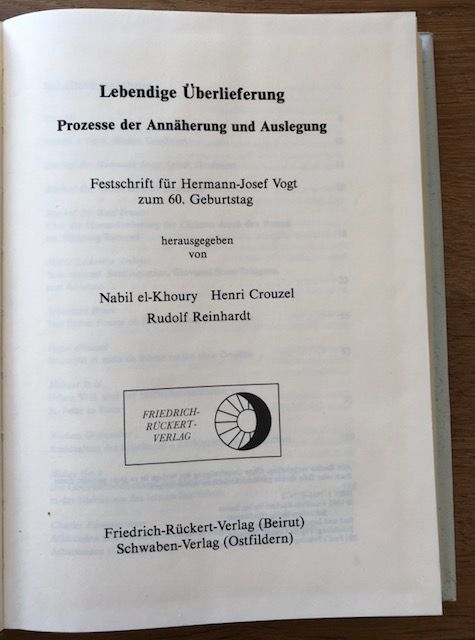 Lebendige Überlieferung
Prozesse der Annäherung und Auslegung
Festschrift für Hermann-Josef Vogt
zum 60. Geburtstag
herausgegeben
von
Nabil el-Khoury Henri Crouzel
Rudolf Reinhardt
FRIEDRICH-
RÜCKERT-
VERLAG
Friedrich-Rückert-Verlag (Beirut)
Schwaben-Verlag (Ostfildern)